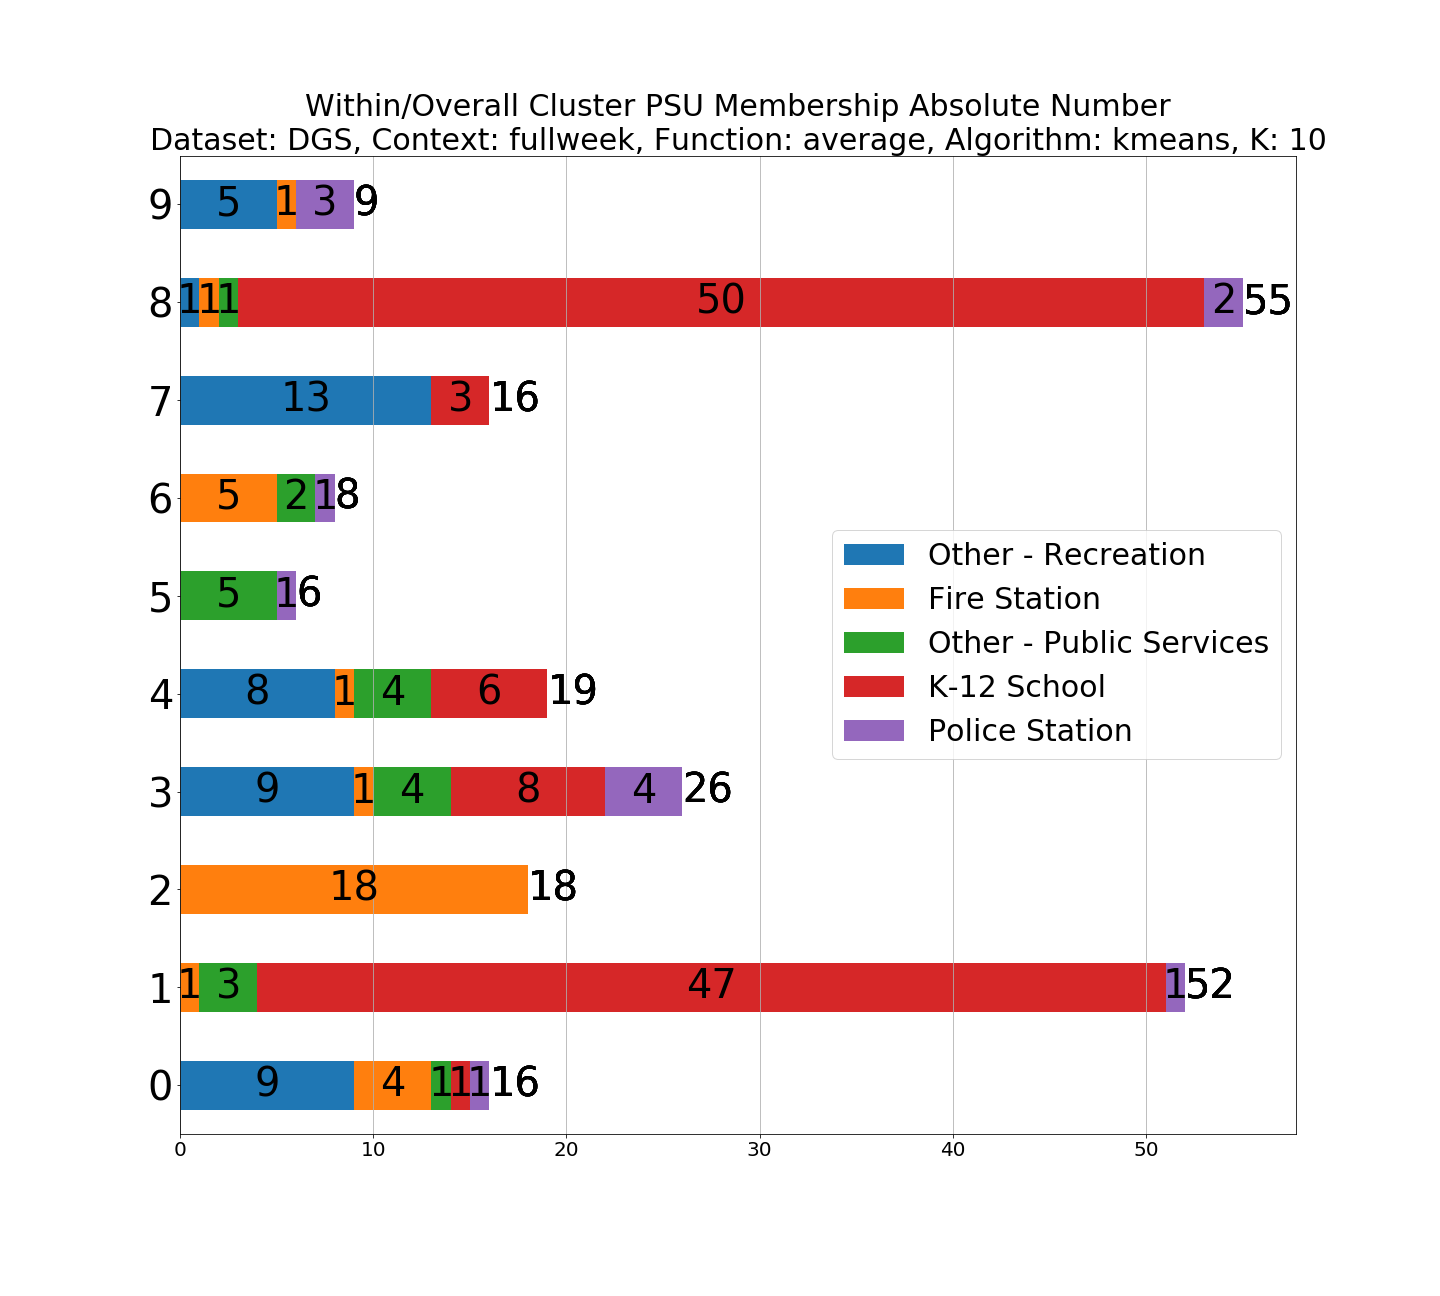 Within/Overall Cluster PSU Membership Absolute Number
Dataset: DGS, Context: fullweek, Function: average, Algorithm: kmeans, K: 10
9 5 1 3 9
8 1 1 1 50 2 55
7 13 3 16
6 5 2 1 8
5 5 1 6
4 8 1 4 6 19
3 9 1 4 8 4 26
2 18 18
1 1 3 47 1 52
0 9 4 1 1 1 16
0 10 20 30 40 50
Other - Recreation
Fire Station
Other - Public Services
K-12 School
Police Station